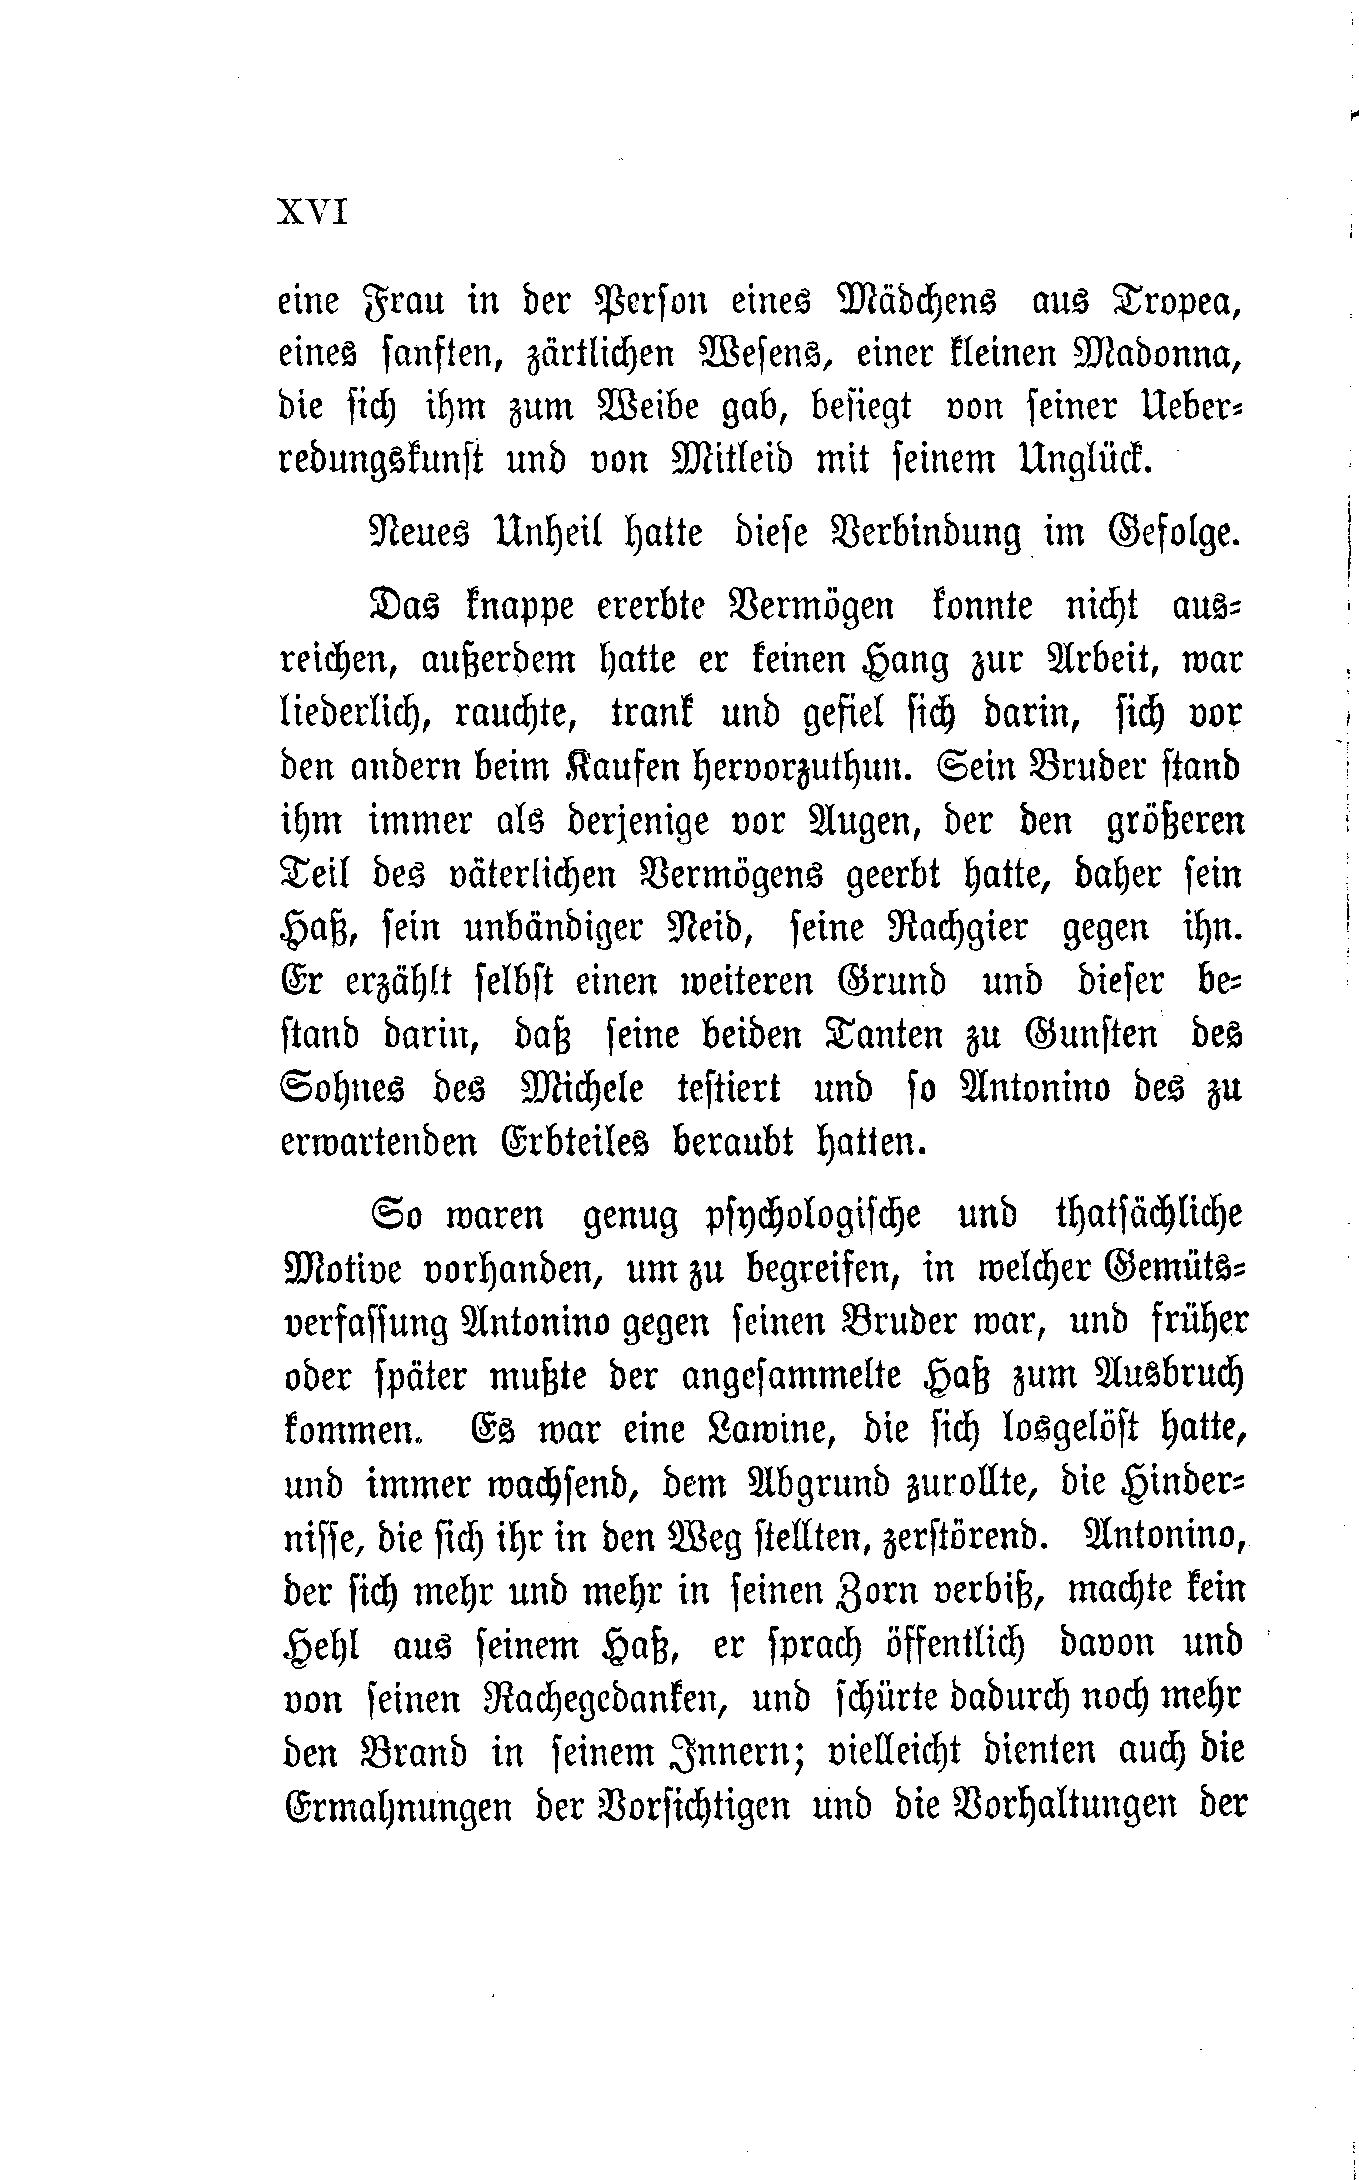 XVI
eine Frau in der Person eines Mädchens aus Tropea,
eines sanften, zärtlichen Wesens, einer kleinen Madonna,
die sich ihm zum Weibe gab, besiegt von seiner Ueber-
redungskunst und von Mitleid mit seinem Unglück.
Neues Unheil hatte diese Verbindung im Gefolge.
Das knappe ererbte Vermögen konnte nicht aus-
reichen, außerdem hatte er keinen Hang zur Arbeit, war
liederlich, rauchte, trank und gefiel sich darin, sich vor
den andern beim Raufen hervorzuthun. Sein Bruder stand
ihm immer als derjenige vor Augen, der den größeren
Teil des väterlichen Vermögens geerbt hatte, daher sein
Haß, sein unbändiger Neid, seine Rachgier gegen ihn.
Er erzählt selbst einen weiteren Grund und dieser be-
stand darin, daß seine beiden Tanten zu Gunsten des
Sohnes des Michele testiert und so Antonino des zu
erwartenden Erbteiles beraubt hatten.
So waren genug psychologische und thatsächliche
Motive vorhanden, um zu begreifen, in welcher Gemüts-
verfassung Antonino gegen seinen Bruder war, und früher
oder später mußte der angesammelte Haß zum Ausbruch
kommen. Es war eine Lawine, die sich losgelöst hatte,
und immer wachsend, dem Abgrund zurollte, die Hinder-
nisse, die sich ihr in den Weg stellten, zerstörend. Antonino,
der sich mehr und mehr in seinen Zorn verbiß, machte kein
Hehl aus seinem Haß, er sprach öffentlich davon und
von seinen Rachegedanken, und schürte dadurch noch mehr
den Brand in seinem Innern; vielleicht dienten auch die
Ermahnungen der Vorsichtigen und die Vorhaltungen der